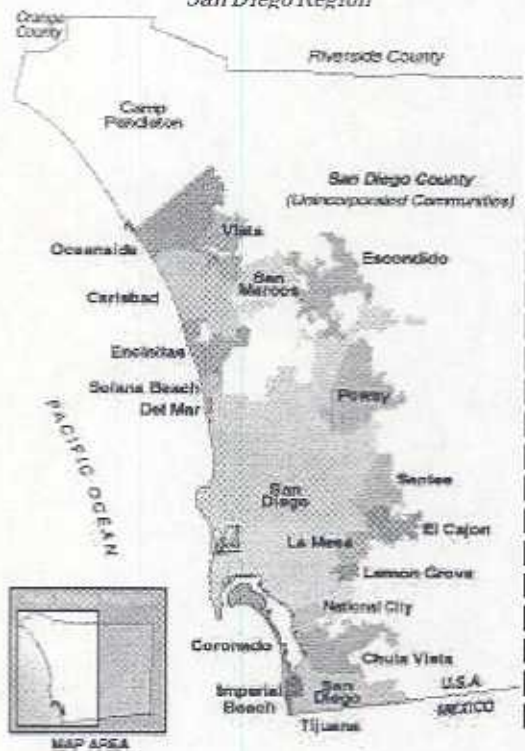 San Diego Region
Orange
County
Riverside County
Camp
Pendleton
San Diego County
(Unincorporated Communities)
Oceanside
Vista
Escondido
San
Marcos
Carlsbad
Encinitas
Solana Beach
Del Mar
Poway
PACIFIC OCEAN
San
Diego
Santee
La Mesa
El Cajon
Lemon Grove
National City
Coronado
Chula Vista
Imperial
Beach
San
Diego
U.S.A.
MEXICO
Tijuana
MAP AREA